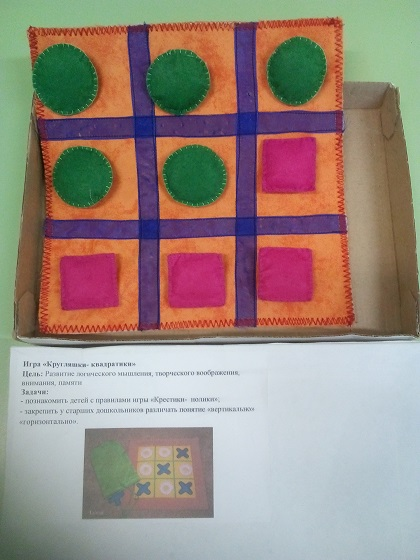 Игра «Кругляшки- квадратики»
Цель: Развитие логического мышления, творческого воображения,
внимания, памяти
Задачи:
- познакомить детей с правилами игры «Крестики- нолики»;
- закрепить у старших дошкольников различать понятие «вертикально»
«горизонтально».